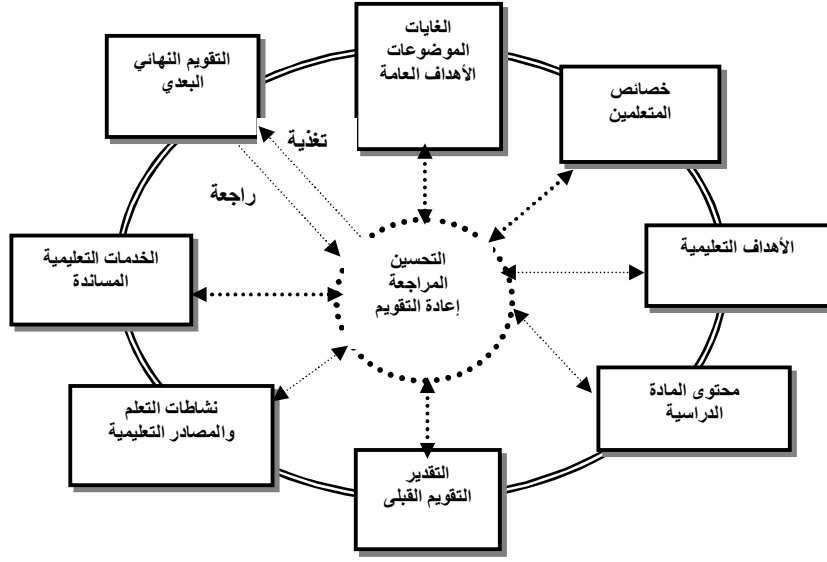 الغايات
الموضوعات
الأهداف العامة
خصائص
المتعلمين
الأهداف التعليمية
محتوى المادة
الدراسية
التقدير
التقويم القبلى
نشاطات التعلم
والمصادر التعليمية
الخدمات التعليمية
المساندة
التقويم النهائي
البعدي
تغذية
راجعة
التحسين
المراجعة
إعادة التقويم